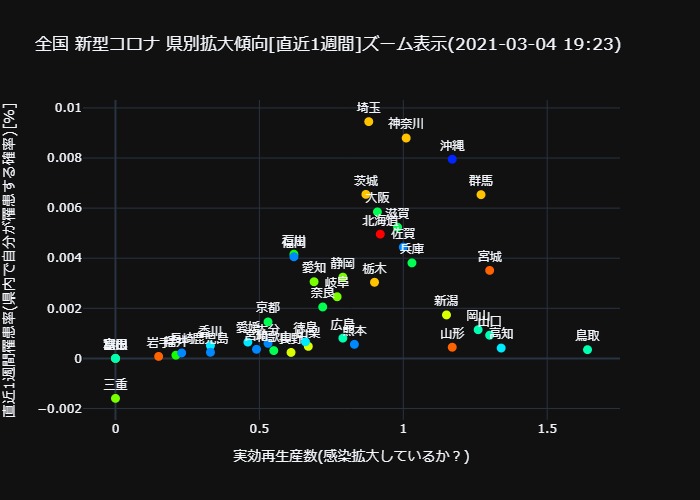 全国 新型コロナ 県別拡大傾向[直近1週間]ズーム表示(2021-03-04 19:23)
直近1週間罹患率(県内で自分が罹患する確率)[%]
0.01
0.008
0.006
0.004
0.002
0
−0.002
埼玉
神奈川
沖縄
茨城
群馬
大阪
滋賀
北海道
佐賀
兵庫
静岡
愛知
栃木
宮城
岐阜
奈良
京都
新潟
広島
岡山
山口
徳島
熊本
山形
高知
鳥取
岩手
長崎
香川
鹿児島
愛媛
三重
0
0.5
1
1.5
実効再生産数(感染拡大しているか？)